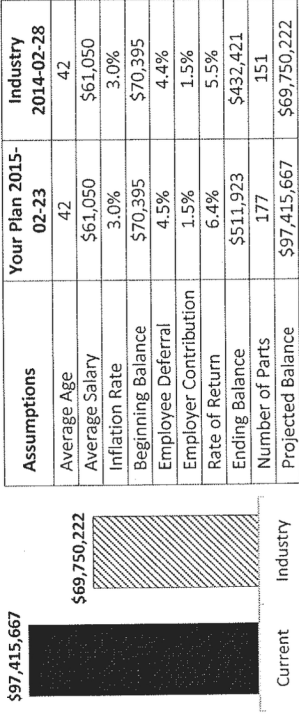 $97,415,667
$69,750,222
Current Industry
Assumptions Your Plan 2015-02-23 Industry 2014-02-28
Average Age 42 42
Average Salary $61,050 $61,050
Inflation Rate 3.0% 3.0%
Beginning Balance $70,395 $70,395
Employee Deferral 4.5% 4.4%
Employer Contribution 1.5% 1.5%
Rate of Return 6.4% 5.5%
Ending Balance $511,923 $432,421
Number of Parts 177 151
Projected Balance $97,415,667 $69,750,222